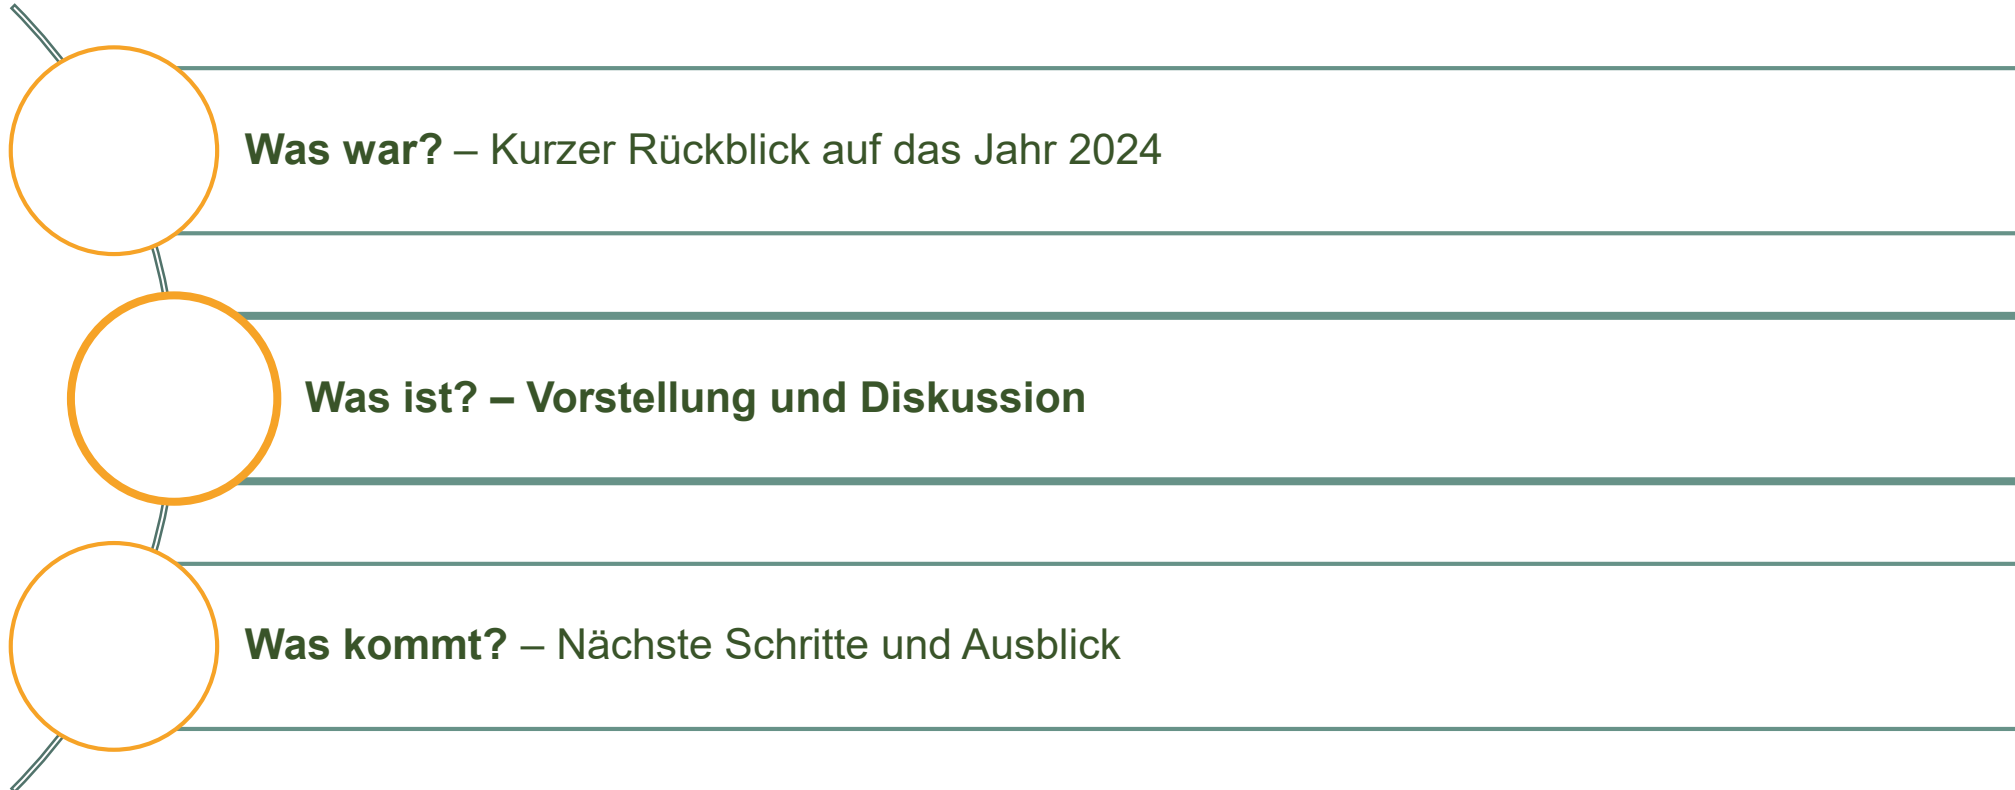 Was war? – Kurzer Rückblick auf das Jahr 2024
Was ist? – Vorstellung und Diskussion
Was kommt? – Nächste Schritte und Ausblick